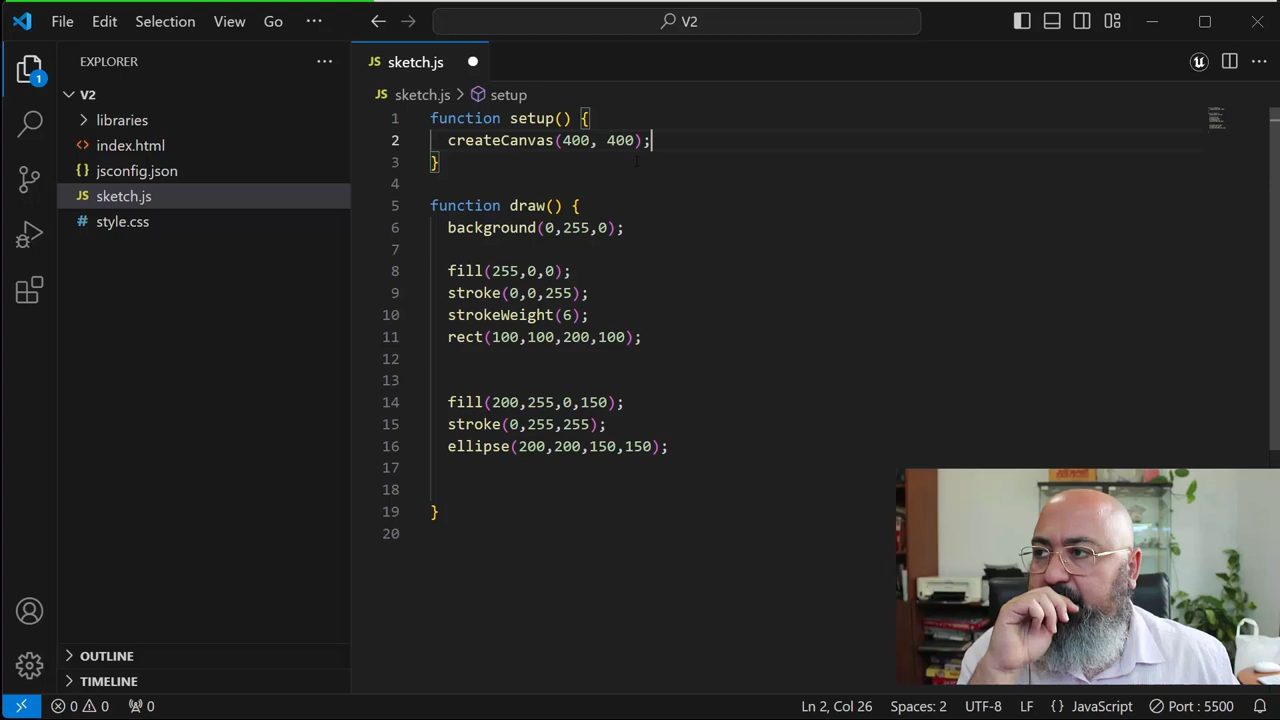 File Edit Selection View Go ··· V2
EXPLORER ···
V2
libraries
index.html
jsconfig.json
sketch.js
style.css
OUTLINE
TIMELINE
1
JS sketch.js
JS sketch.js > setup
1 function setup() {
2 createCanvas(400, 400);
3 }
4
5 function draw() {
6 background(0,255,0);
7
8 fill(255,0,0);
9 stroke(0,0,255);
10 strokeWeight(6);
11 rect(100,100,200,100);
12
13
14 fill(200,255,0,150);
15 stroke(0,255,255);
16 ellipse(200,200,150,150);
17
18
19 }
20
0 0 0 Ln 2, Col 26 Spaces: 2 UTF-8 LF {} JavaScript Port : 5500